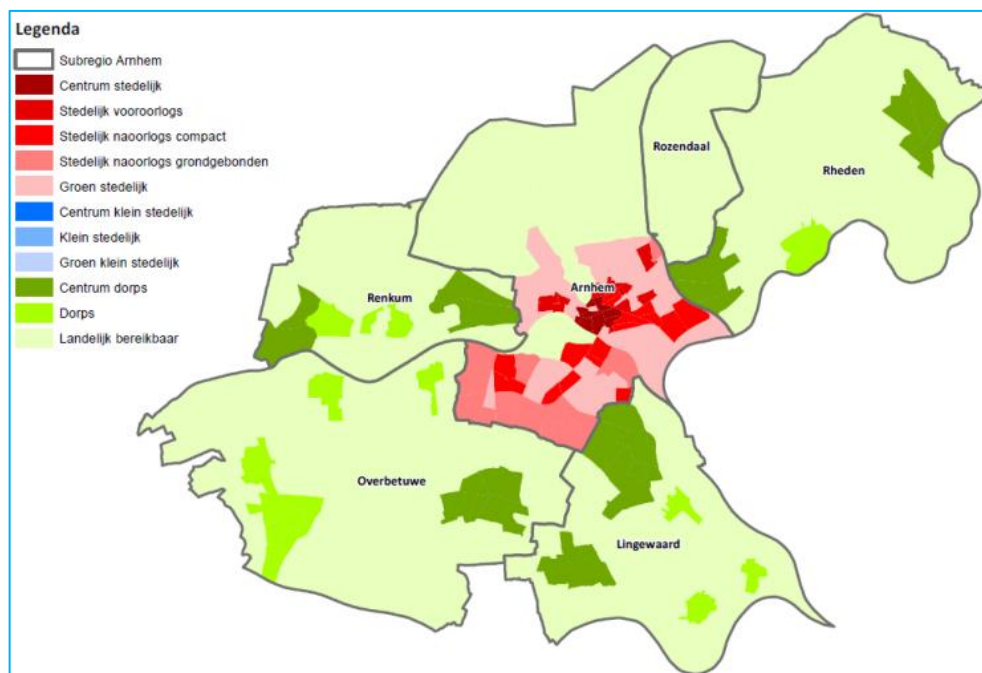 Legenda
Subregio Arnhem
Centrum stedelijk
Stedelijk vooroorlogs
Stedelijk naoorlogs compact
Stedelijk naoorlogs grondgebonden
Groen stedelijk
Centrum klein stedelijk
Klein stedelijk
Groen klein stedelijk
Centrum dorps
Dorps
Landelijk bereikbaar
Rozendaal
Rheden
Arnhem
Renkum
Overbetuwe
Lingewaard